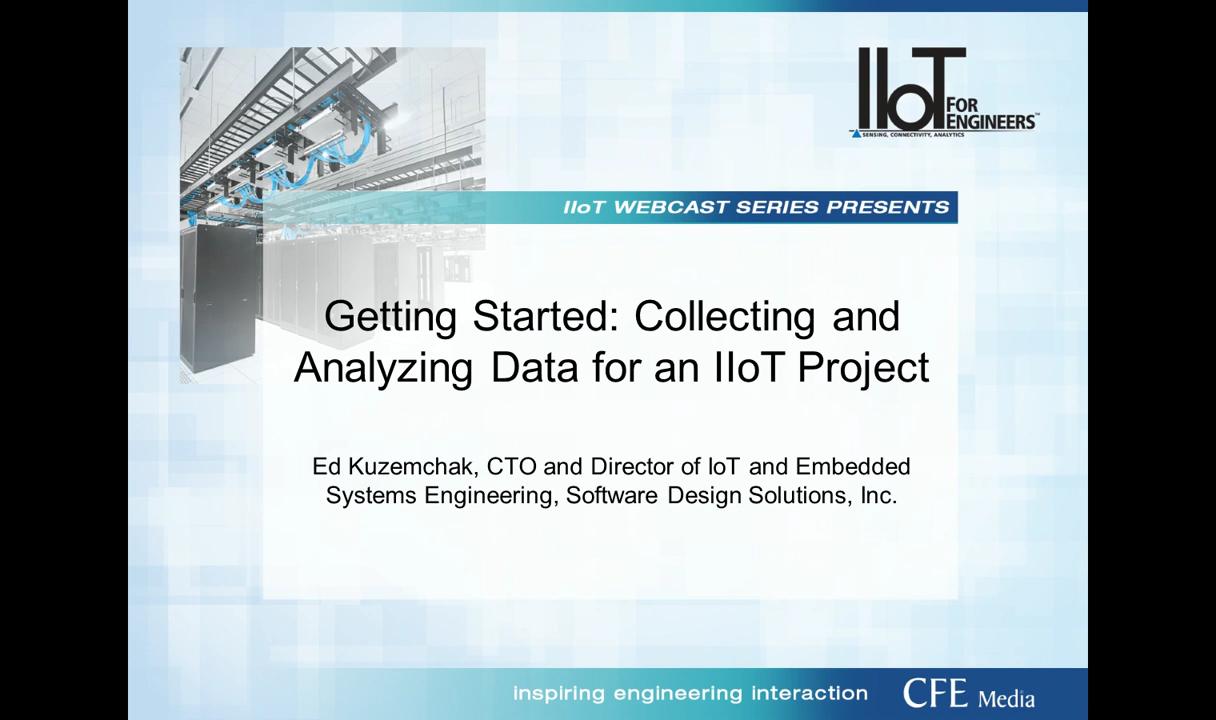 IIoT FOR ENGINEERS™
SENSING, CONNECTIVITY, ANALYTICS
IIoT WEBCAST SERIES PRESENTS
Getting Started: Collecting and
Analyzing Data for an IIoT Project
Ed Kuzemchak, CTO and Director of IoT and Embedded
Systems Engineering, Software Design Solutions, Inc.
inspiring engineering interaction
CFE Media